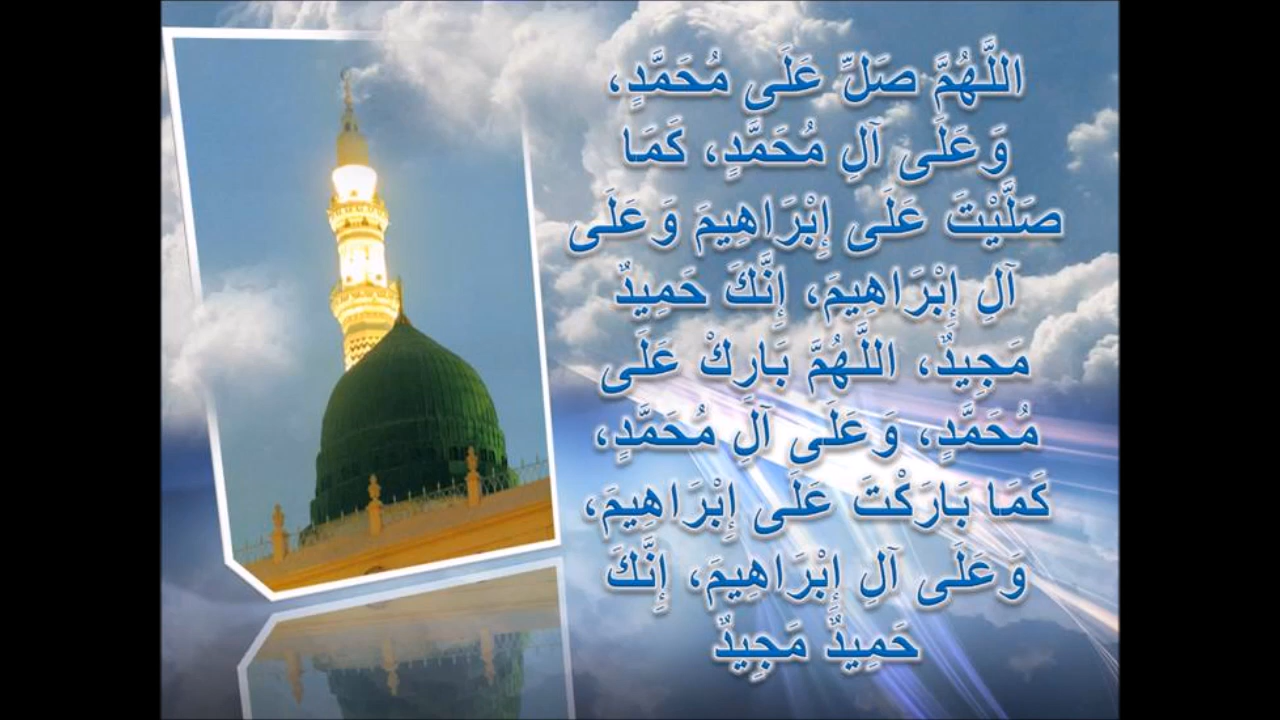 اللَّهُمَّ صَلِّ عَلَى مُحَمَّدٍ،
وَعَلَى آلِ مُحَمَّدٍ، كَمَا
صَلَّيْتَ عَلَى إِبْرَاهِيمَ وَعَلَى
آلِ إِبْرَاهِيمَ، إِنَّكَ حَمِيدٌ
مَجِيدٌ، اللَّهُمَّ بَارِكْ عَلَى
مُحَمَّدٍ، وَعَلَى آلِ مُحَمَّدٍ،
كَمَا بَارَكْتَ عَلَى إِبْرَاهِيمَ،
وَعَلَى آلِ إِبْرَاهِيمَ، إِنَّكَ
حَمِيدٌ مَجِيدٌ